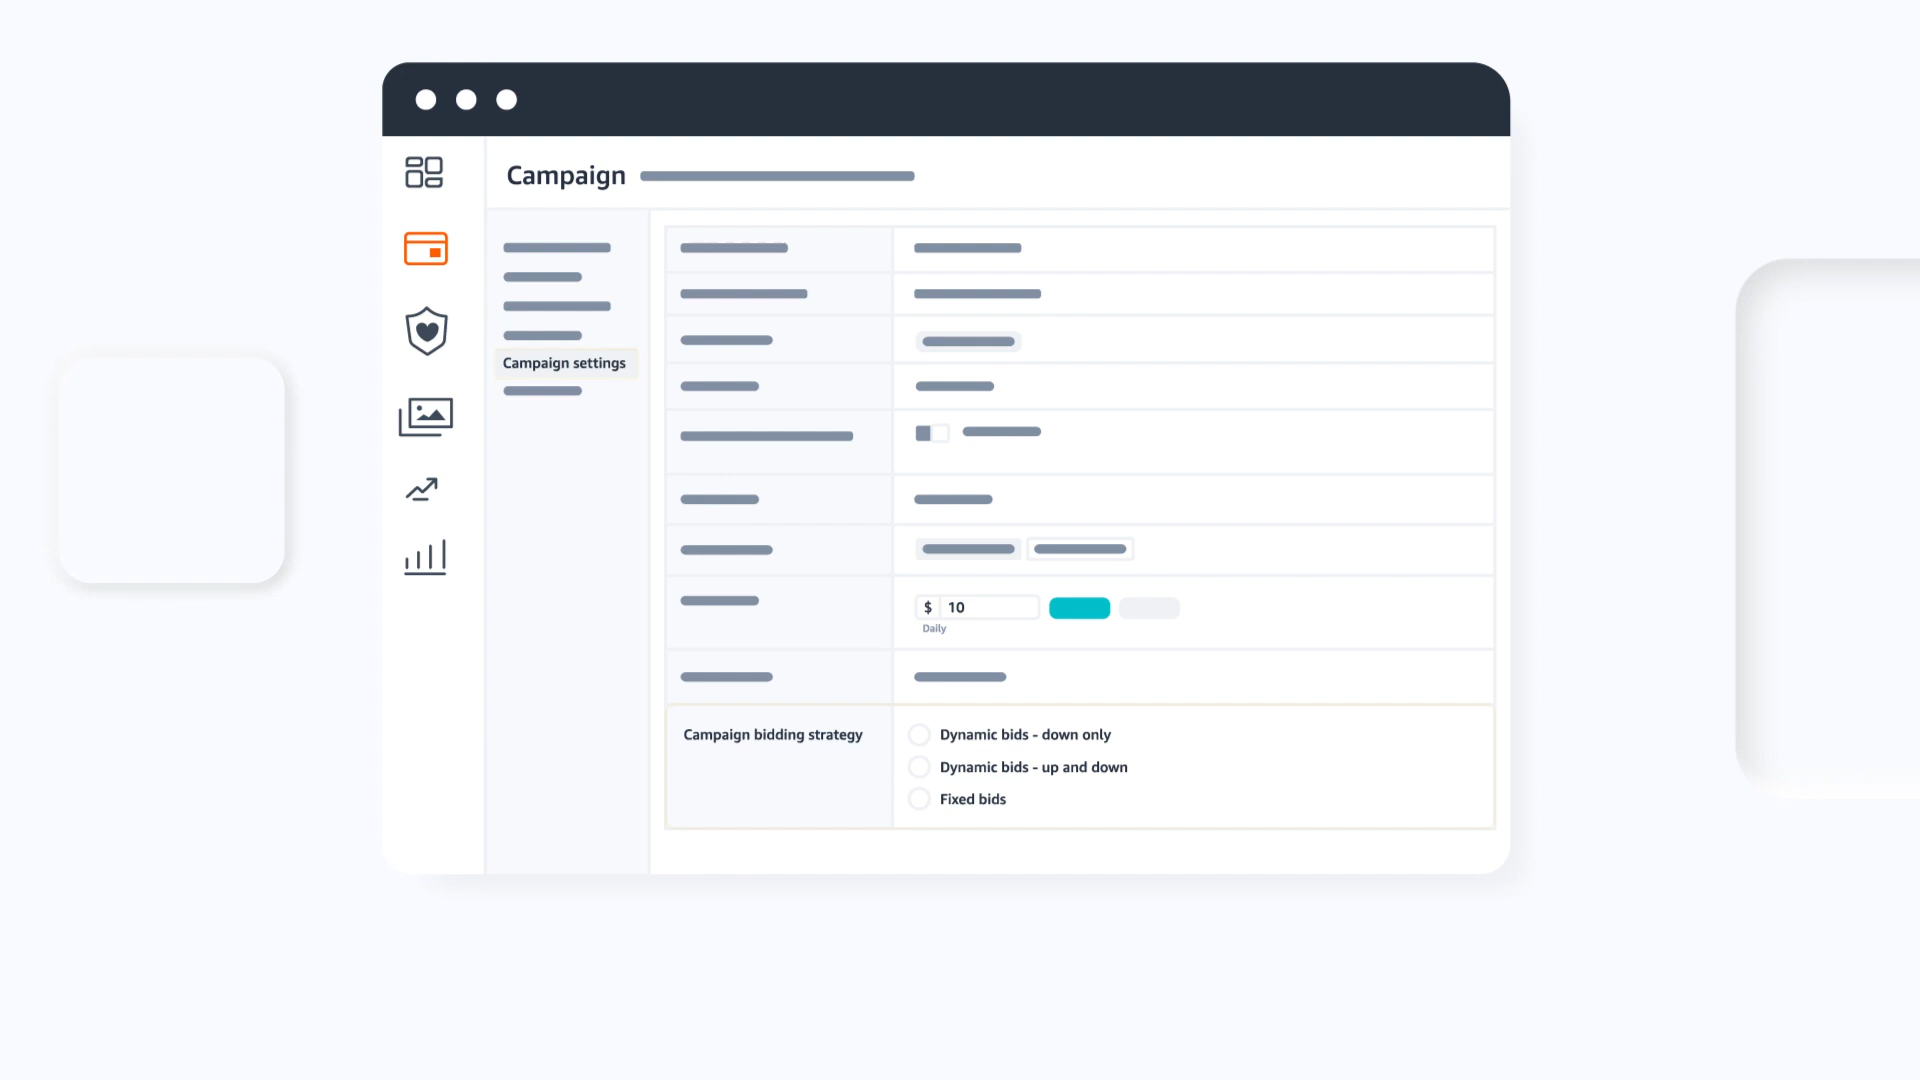 Campaign
Campaign settings
$ 10
Daily
Campaign bidding strategy
Dynamic bids - down only
Dynamic bids - up and down
Fixed bids